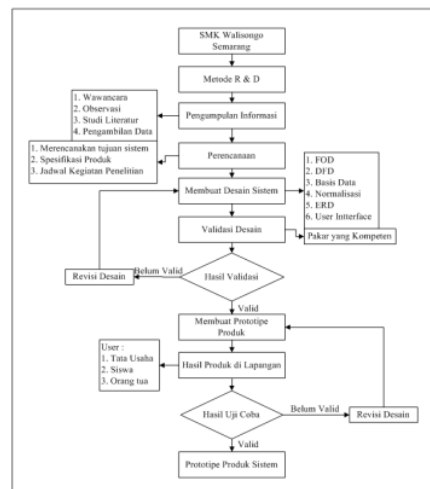 SMK Walisongo
Semarang
Metode R & D
1. Wawancara
2. Observasi
3. Studi Literatur
4. Pengambilan Data
Pengumpulan Informasi
1. Merencanakan tujuan sistem
2. Spesifikasi Produk
3. Jadwal Kegiatan Penelitian
Perencanaan
1. FOD
2. DFD
3. Basis Data
4. Normalisasi
5. ERD
6. User Intterface
Membuat Desain Sistem
Validasi Desain
Pakar yang Kompeten
Hasil Validasi
Belum Valid
Revisi Desain
Valid
Membuat Prototipe
Produk
User :
1. Tata Usaha
2. Siswa
3. Orang tua
Hasil Produk di Lapangan
Hasil Uji Coba
Belum Valid
Revisi Desain
Valid
Prototipe Produk Sistem